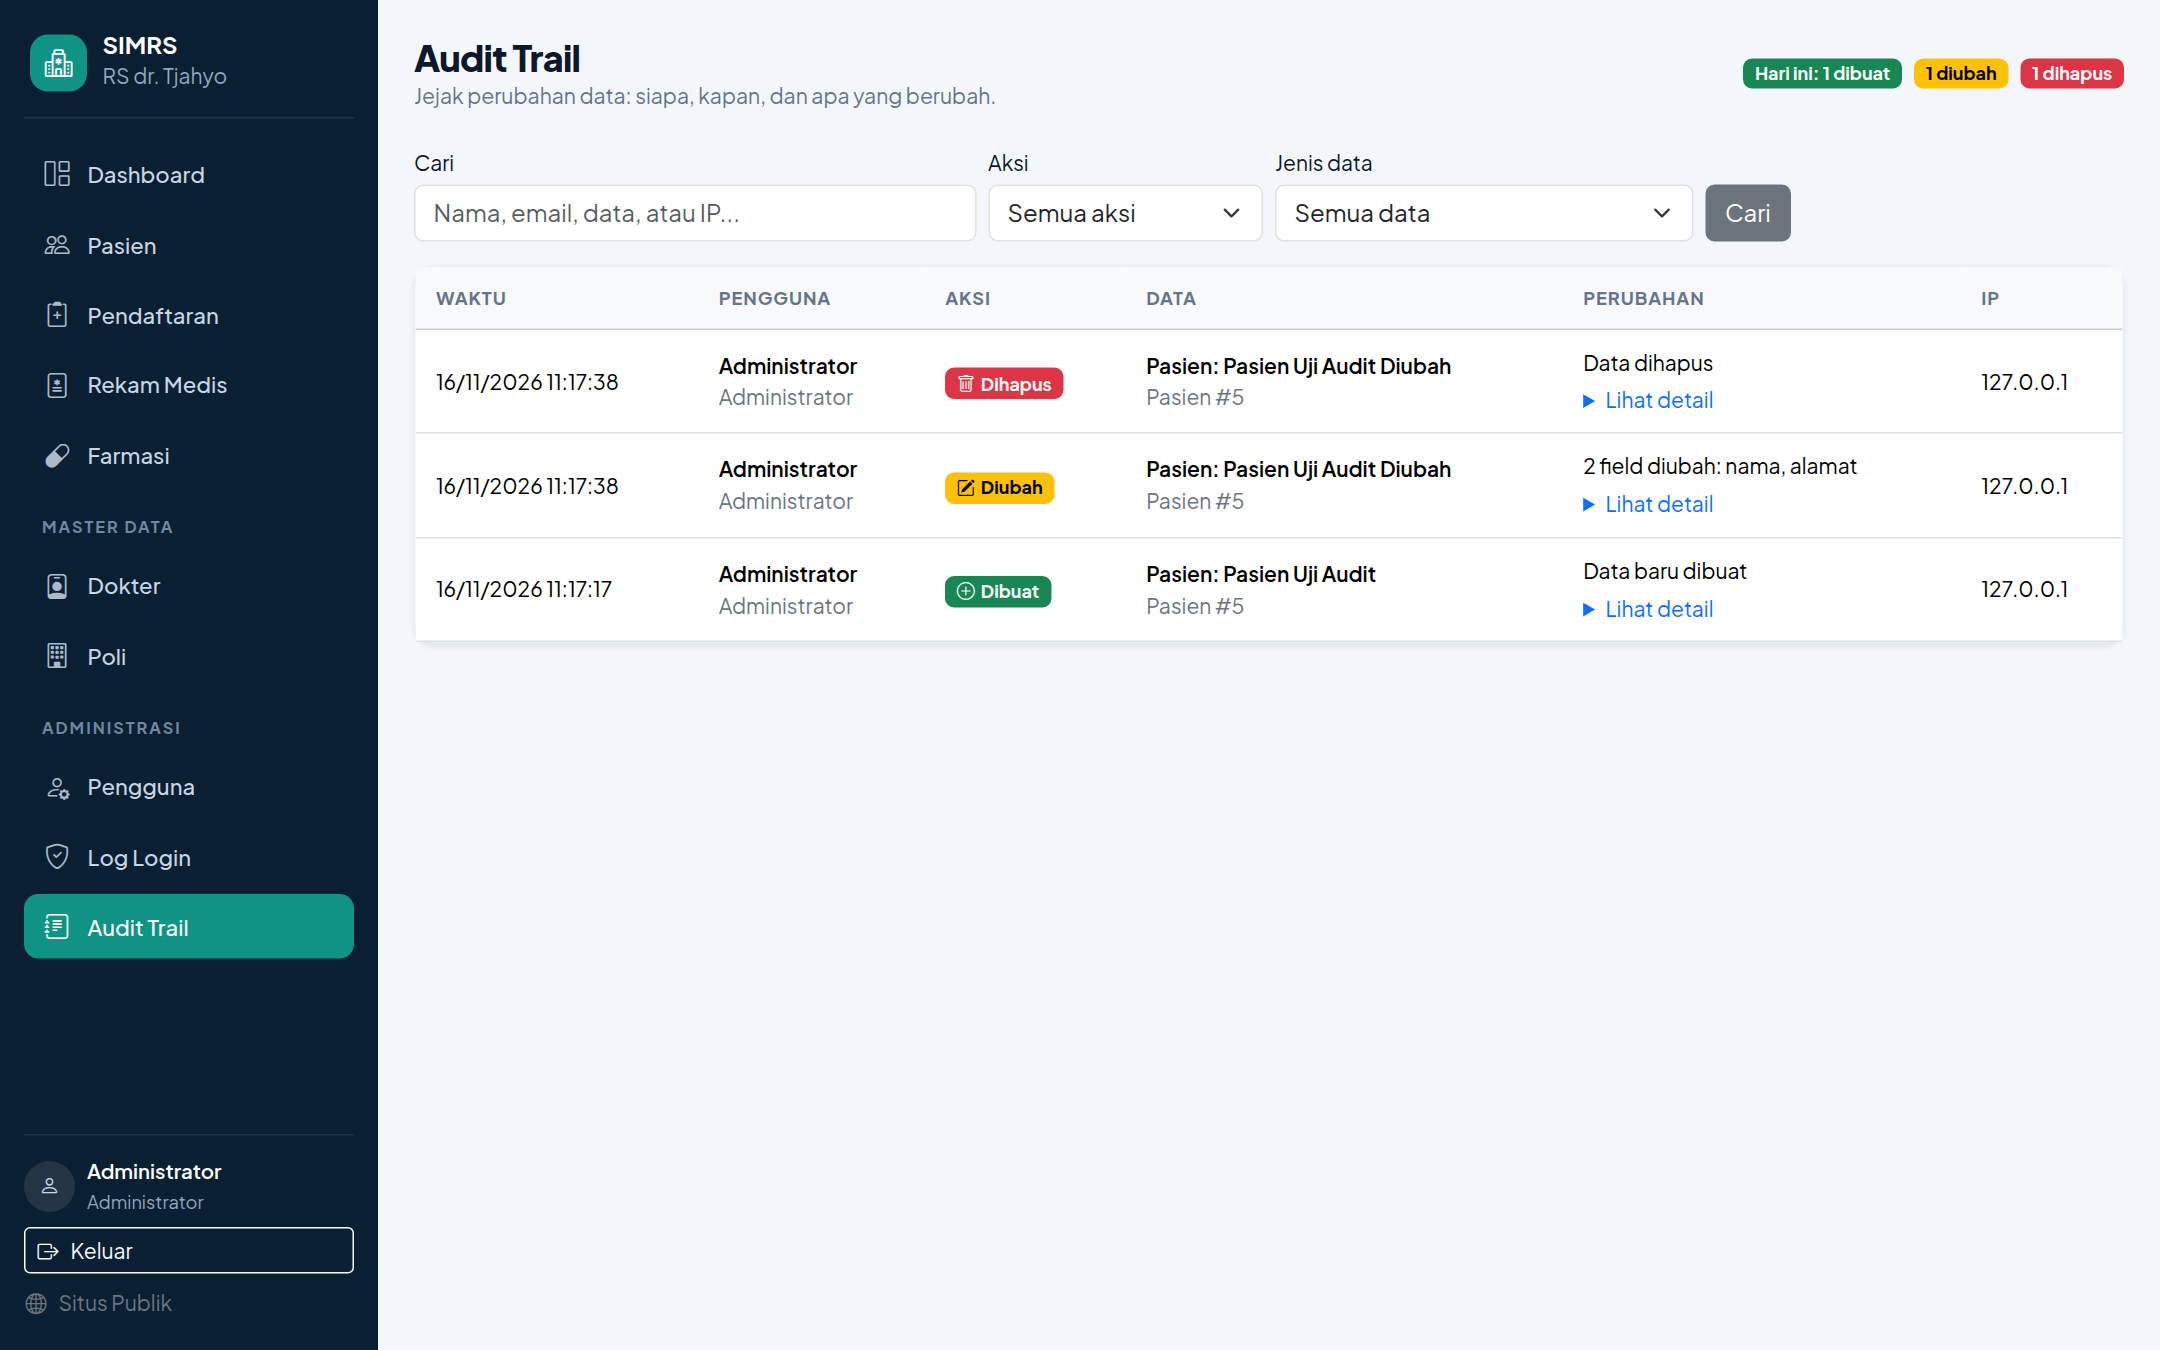 SIMRS
RS dr. Tjahyo
Dashboard
Pasien
Pendaftaran
Rekam Medis
Farmasi
MASTER DATA
Dokter
Poli
ADMINISTRASI
Pengguna
Log Login
Audit Trail
Administrator
Administrator
Keluar
Situs Publik
Audit Trail
Jejak perubahan data: siapa, kapan, dan apa yang berubah.
Hari ini: 1 dibuat 1 diubah 1 dihapus
Cari Aksi Jenis data
Nama, email, data, atau IP... Semua aksi Semua data Cari
WAKTU PENGGUNA AKSI DATA PERUBAHAN IP
16/11/2026 11:17:38 Administrator Dihapus Pasien: Pasien Uji Audit Diubah Data dihapus 127.0.0.1
Administrator Pasien #5 Lihat detail
16/11/2026 11:17:38 Administrator Diubah Pasien: Pasien Uji Audit Diubah 2 field diubah: nama, alamat 127.0.0.1
Administrator Pasien #5 Lihat detail
16/11/2026 11:17:17 Administrator Dibuat Pasien: Pasien Uji Audit Data baru dibuat 127.0.0.1
Administrator Pasien #5 Lihat detail